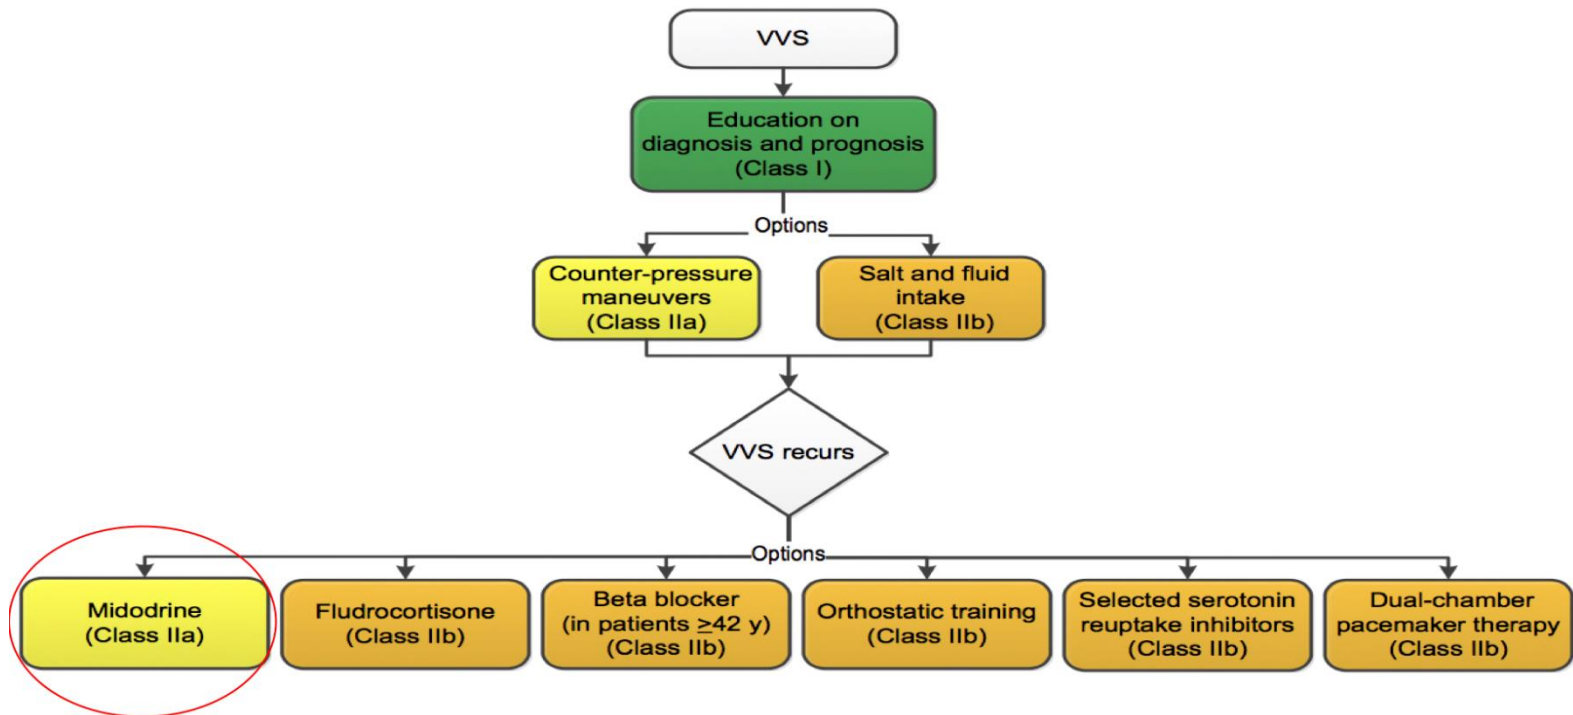 VVS
Education on
diagnosis and prognosis
(Class I)
Options
Counter-pressure
maneuvers
(Class IIa)
Salt and fluid
intake
(Class IIb)
VVS recurs
Options
Midodrine
(Class IIa)
Fludrocortisone
(Class IIb)
Beta blocker
(in patients ≥42 y)
(Class IIb)
Orthostatic training
(Class IIb)
Selected serotonin
reuptake inhibitors
(Class IIb)
Dual-chamber
pacemaker therapy
(Class IIb)